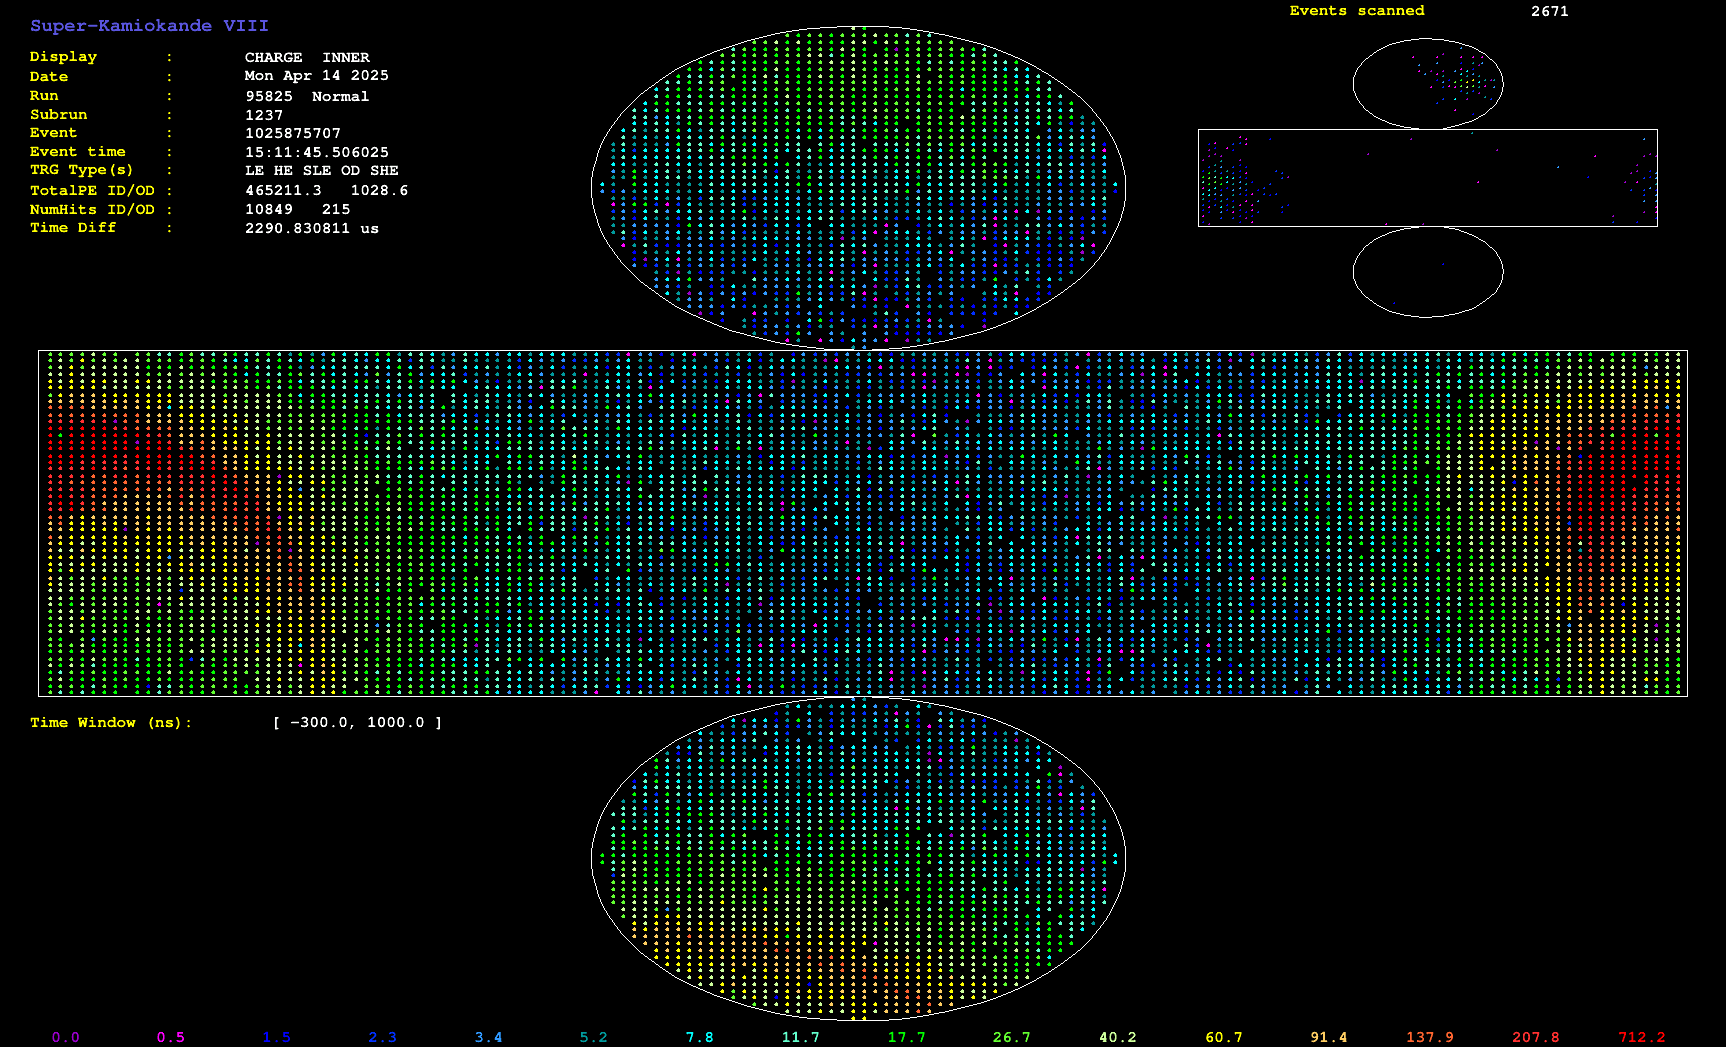 Super-Kamiokande VIII
Events scanned 2671
Display : CHARGE INNER
Date : Mon Apr 14 2025
Run : 95825 Normal
Subrun : 1237
Event : 1025875707
Event time : 15:11:45.506025
TRG Type(s) : LE HE SLE OD SHE
TotalPE ID/OD : 465211.3 1028.6
NumHits ID/OD : 10849 215
Time Diff : 2290.830811 us
Time Window (ns): [ -300.0, 1000.0 ]
0.0 0.5 1.5 2.3 3.4 5.2 7.8 11.7 17.7 26.7 40.2 60.7 91.4 137.9 207.8 712.2